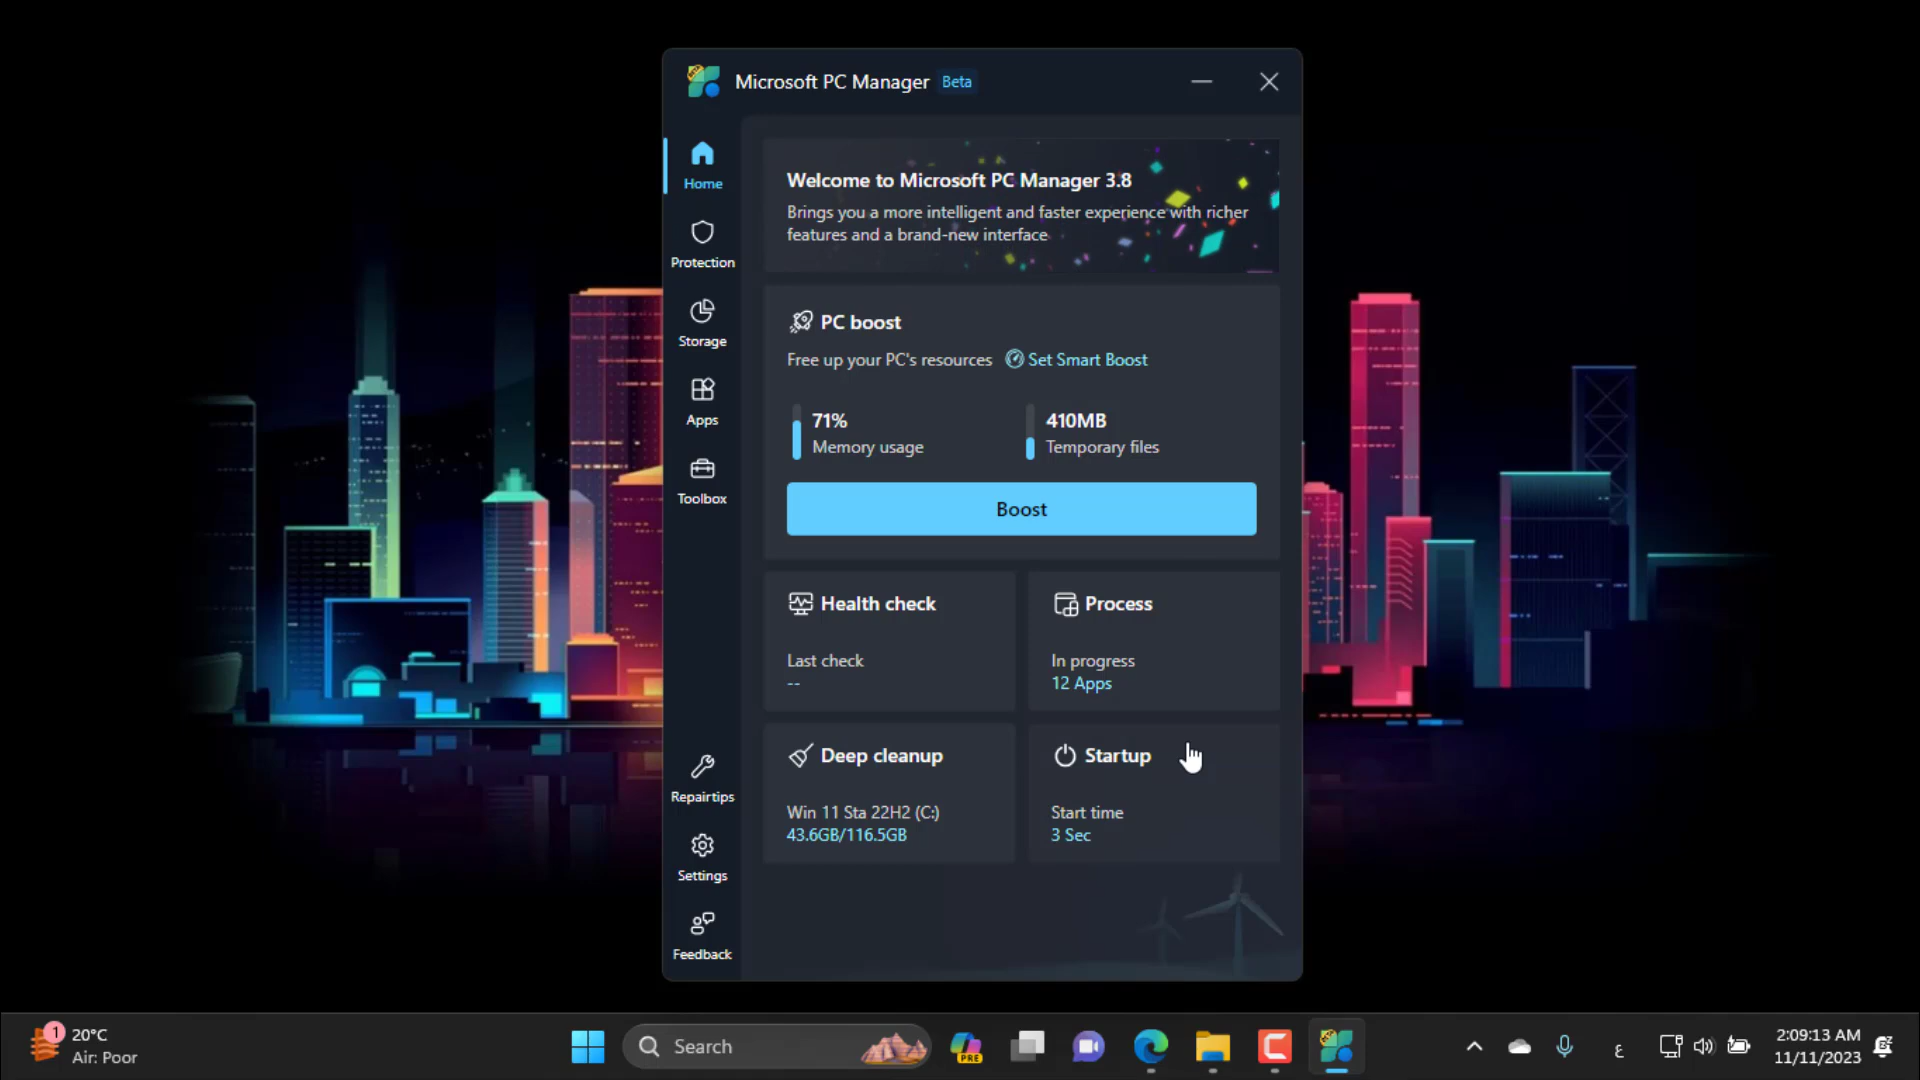 Microsoft PC Manager Beta
Home
Protection
Storage
Apps
Toolbox
Repairtips
Settings
Feedback
Welcome to Microsoft PC Manager 3.8
Brings you a more intelligent and faster experience with richer
features and a brand-new interface
PC boost
Free up your PC's resources Set Smart Boost
71%
Memory usage
410MB
Temporary files
Boost
Health check
Last check
--
Process
In progress
12 Apps
Deep cleanup
Win 11 Sta 22H2 (C:)
43.6GB/116.5GB
Startup
Start time
3 Sec
1
20°C
Air: Poor
Search
PRE
ع
2:09:13 AM
11/11/2023